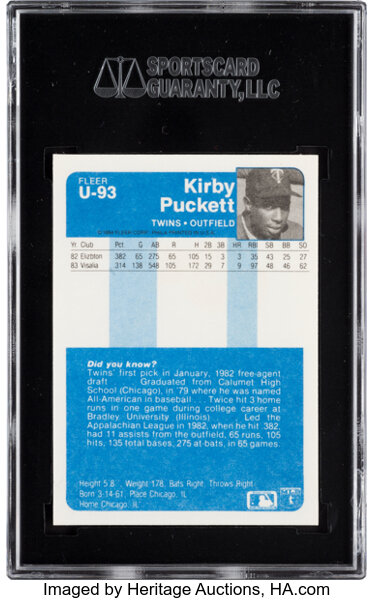 SPORTSCARD
GUARANTY, LLC
FLEER
U-93
Kirby
Puckett
TWINS • OUTFIELD
Yr. Club Pct G AB R H 2B 3B HR RBI SB BB SO
82 Elizbton 382 65 275 65 105 15 3 3 35 43 25 27
83 Visalia 314 138 548 105 172 29 7 9 97 48 46 62
Did you know?
Twins' first pick in January, 1982 free-agent
draft Graduated from Calumet High
School (Chicago), in '79 where he was named
All-American in baseball . . Twice hit 3 home
runs in one game during college career at
Bradley University (Illinois) Led the
Appalachian League in 1982, when he hit .382,
had 11 assists from the outfield, 65 runs, 105
hits, 135 total bases, 275 at-bats, in 65 games.
Height 5.8 Weight 178, Bats Right, Throws Right
Born 3-14-61, Place Chicago, IL
Home Chicago, IL
Imaged by Heritage Auctions, HA.com